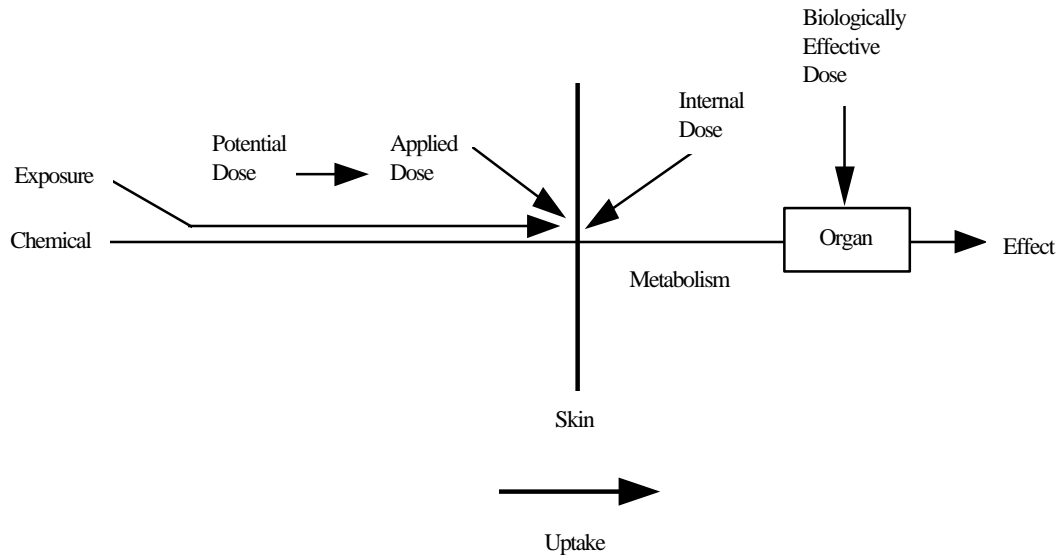 Biologically
Effective
Dose
Internal
Dose
Potential
Dose
Applied
Dose
Exposure
Chemical
Organ
Effect
Metabolism
Skin
Uptake